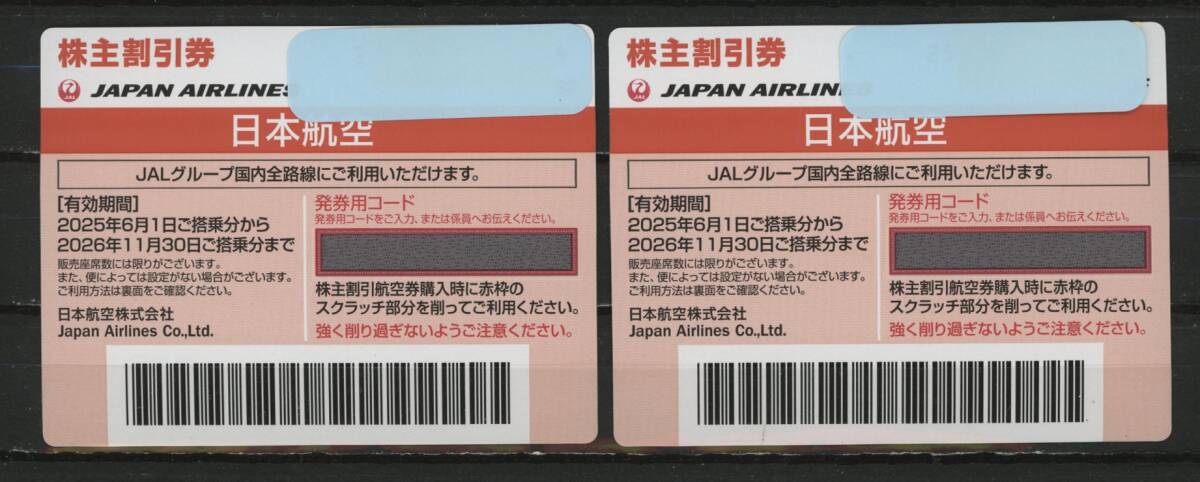 株主割引券
JAL JAPAN AIRLINES
日本航空
JALグループ国内全路線にご利用いただけます。
[有効期間]
2025年6月1日ご搭乗分から
2026年11月30日ご搭乗分まで
販売座席数には限りがございます。
また、便によっては設定がない場合がございます。
ご利用方法は裏面をご確認ください。
日本航空株式会社
Japan Airlines Co.,Ltd.
発券用コード
発券用コードをご入力、または係員へお伝えください。
株主割引航空券購入時に赤枠の
スクラッチ部分を削ってご利用ください。
強く削り過ぎないようご注意ください。
株主割引券
JAL JAPAN AIRLIN
日本航空
JALグループ国内全路線にご利用いただけます。
[有効期間]
2025年6月1日ご搭乗分から
2026年11月30日ご搭乗分まで
販売座席数には限りがございます。
また、便によっては設定がない場合がございます。
ご利用方法は裏面をご確認ください。
日本航空株式会社
Japan Airlines Co.,Ltd.
発券用コード
発券用コードをご入力、または係員へお伝えください。
株主割引航空券購入時に赤枠の
スクラッチ部分を削ってご利用ください。
強く削り過ぎないようご注意ください。